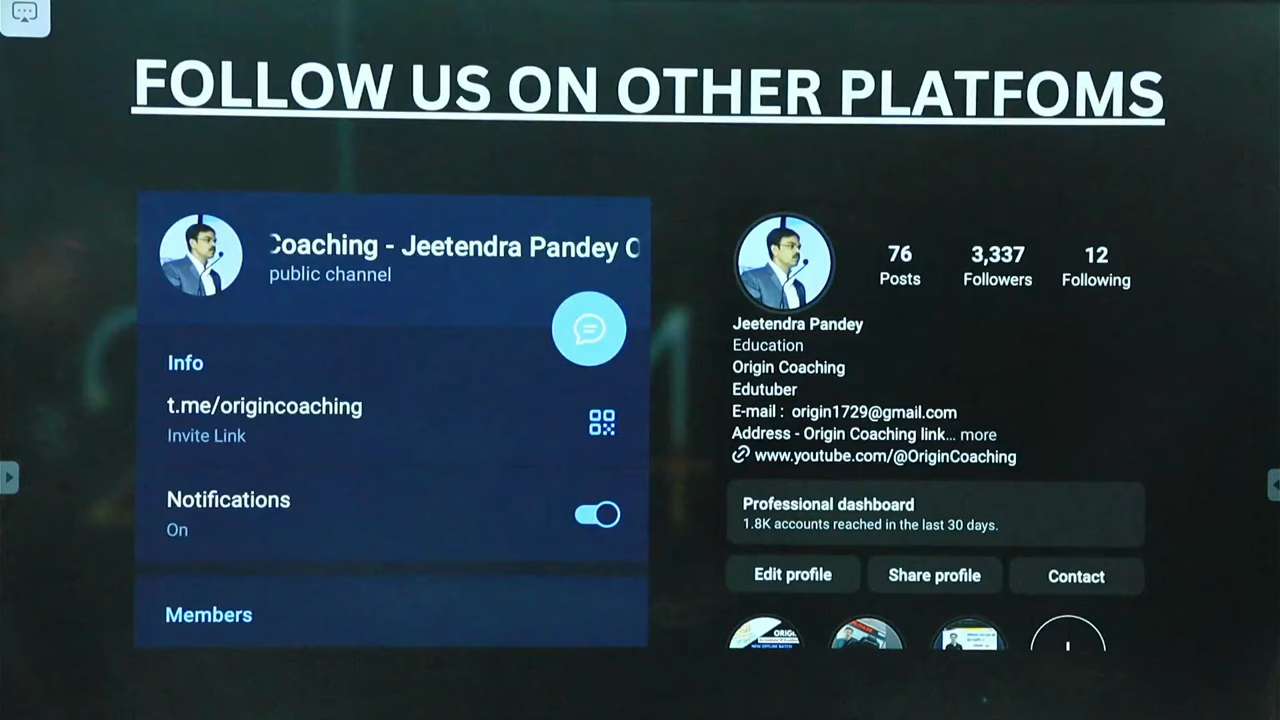 FOLLOW US ON OTHER PLATFOMS
Coaching - Jeetendra Pandey
public channel
Info
t.me/origincoaching
Invite Link
Notifications
On
Members
76
Posts
3,337
Followers
12
Following
Jeetendra Pandey
Education
Origin Coaching
Edutuber
E-mail : origin1729@gmail.com
Address - Origin Coaching link... more
www.youtube.com/@OriginCoaching
Professional dashboard
1.8K accounts reached in the last 30 days.
Edit profile
Share profile
Contact